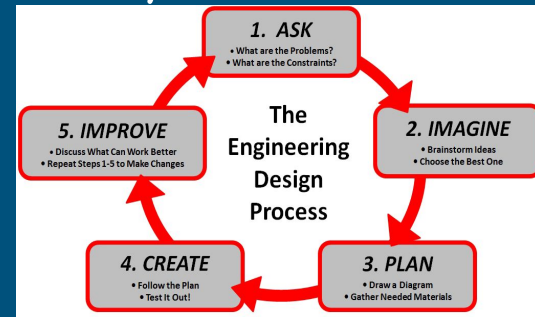 1. ASK
• What are the Problems?
• What are the Constraints?
2. IMAGINE
• Brainstorm Ideas
• Choose the Best One
3. PLAN
• Draw a Diagram
• Gather Needed Materials
4. CREATE
• Follow the Plan
• Test It Out!
5. IMPROVE
• Discuss What Can Work Better
• Repeat Steps 1-5 to Make Changes
The
Engineering
Design
Process